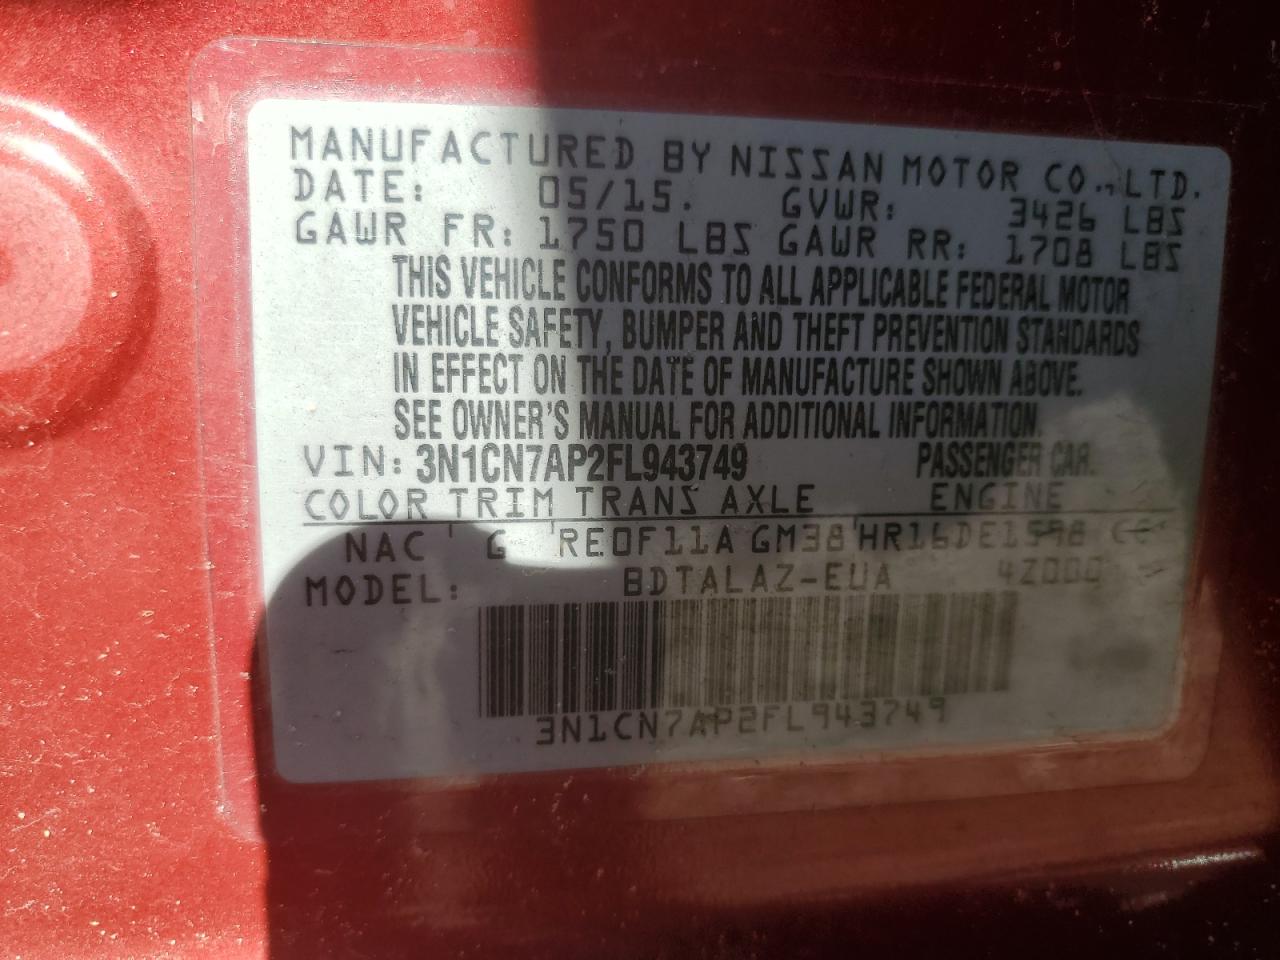 MANUFACTURED BY NISSAN MOTOR CO., LTD.
DATE: 05/15. GVWR: 3426 LBS
GAWR FR: 1750 LBS GAWR RR: 1708 LBS
THIS VEHICLE CONFORMS TO ALL APPLICABLE FEDERAL MOTOR
VEHICLE SAFETY, BUMPER AND THEFT PREVENTION STANDARDS
IN EFFECT ON THE DATE OF MANUFACTURE SHOWN ABOVE.
SEE OWNER'S MANUAL FOR ADDITIONAL INFORMATION.
VIN: 3N1CN7AP2FL943749 PASSENGER CAR.
COLOR TRIM TRANS AXLE ENGINE
NAC ' G ' RE0F11A GM38 ' HR16DE1598 CC
MODEL: BDTALAZ-EUA 4Z000
3N1CN7AP2FL943749